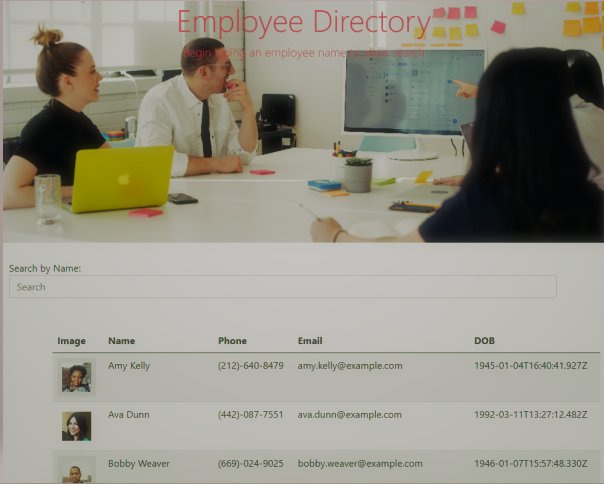 Employee Directory
Begin typing an employee name to search
Search by Name:
Search
Image Name Phone Email DOB
Amy Kelly (212)-640-8479 amy.kelly@example.com 1945-01-04T16:40:41.927Z
Ava Dunn (442)-087-7551 ava.dunn@example.com 1992-03-11T13:27:12.482Z
Bobby Weaver (669)-024-9025 bobby.weaver@example.com 1946-01-07T15:57:48.330Z